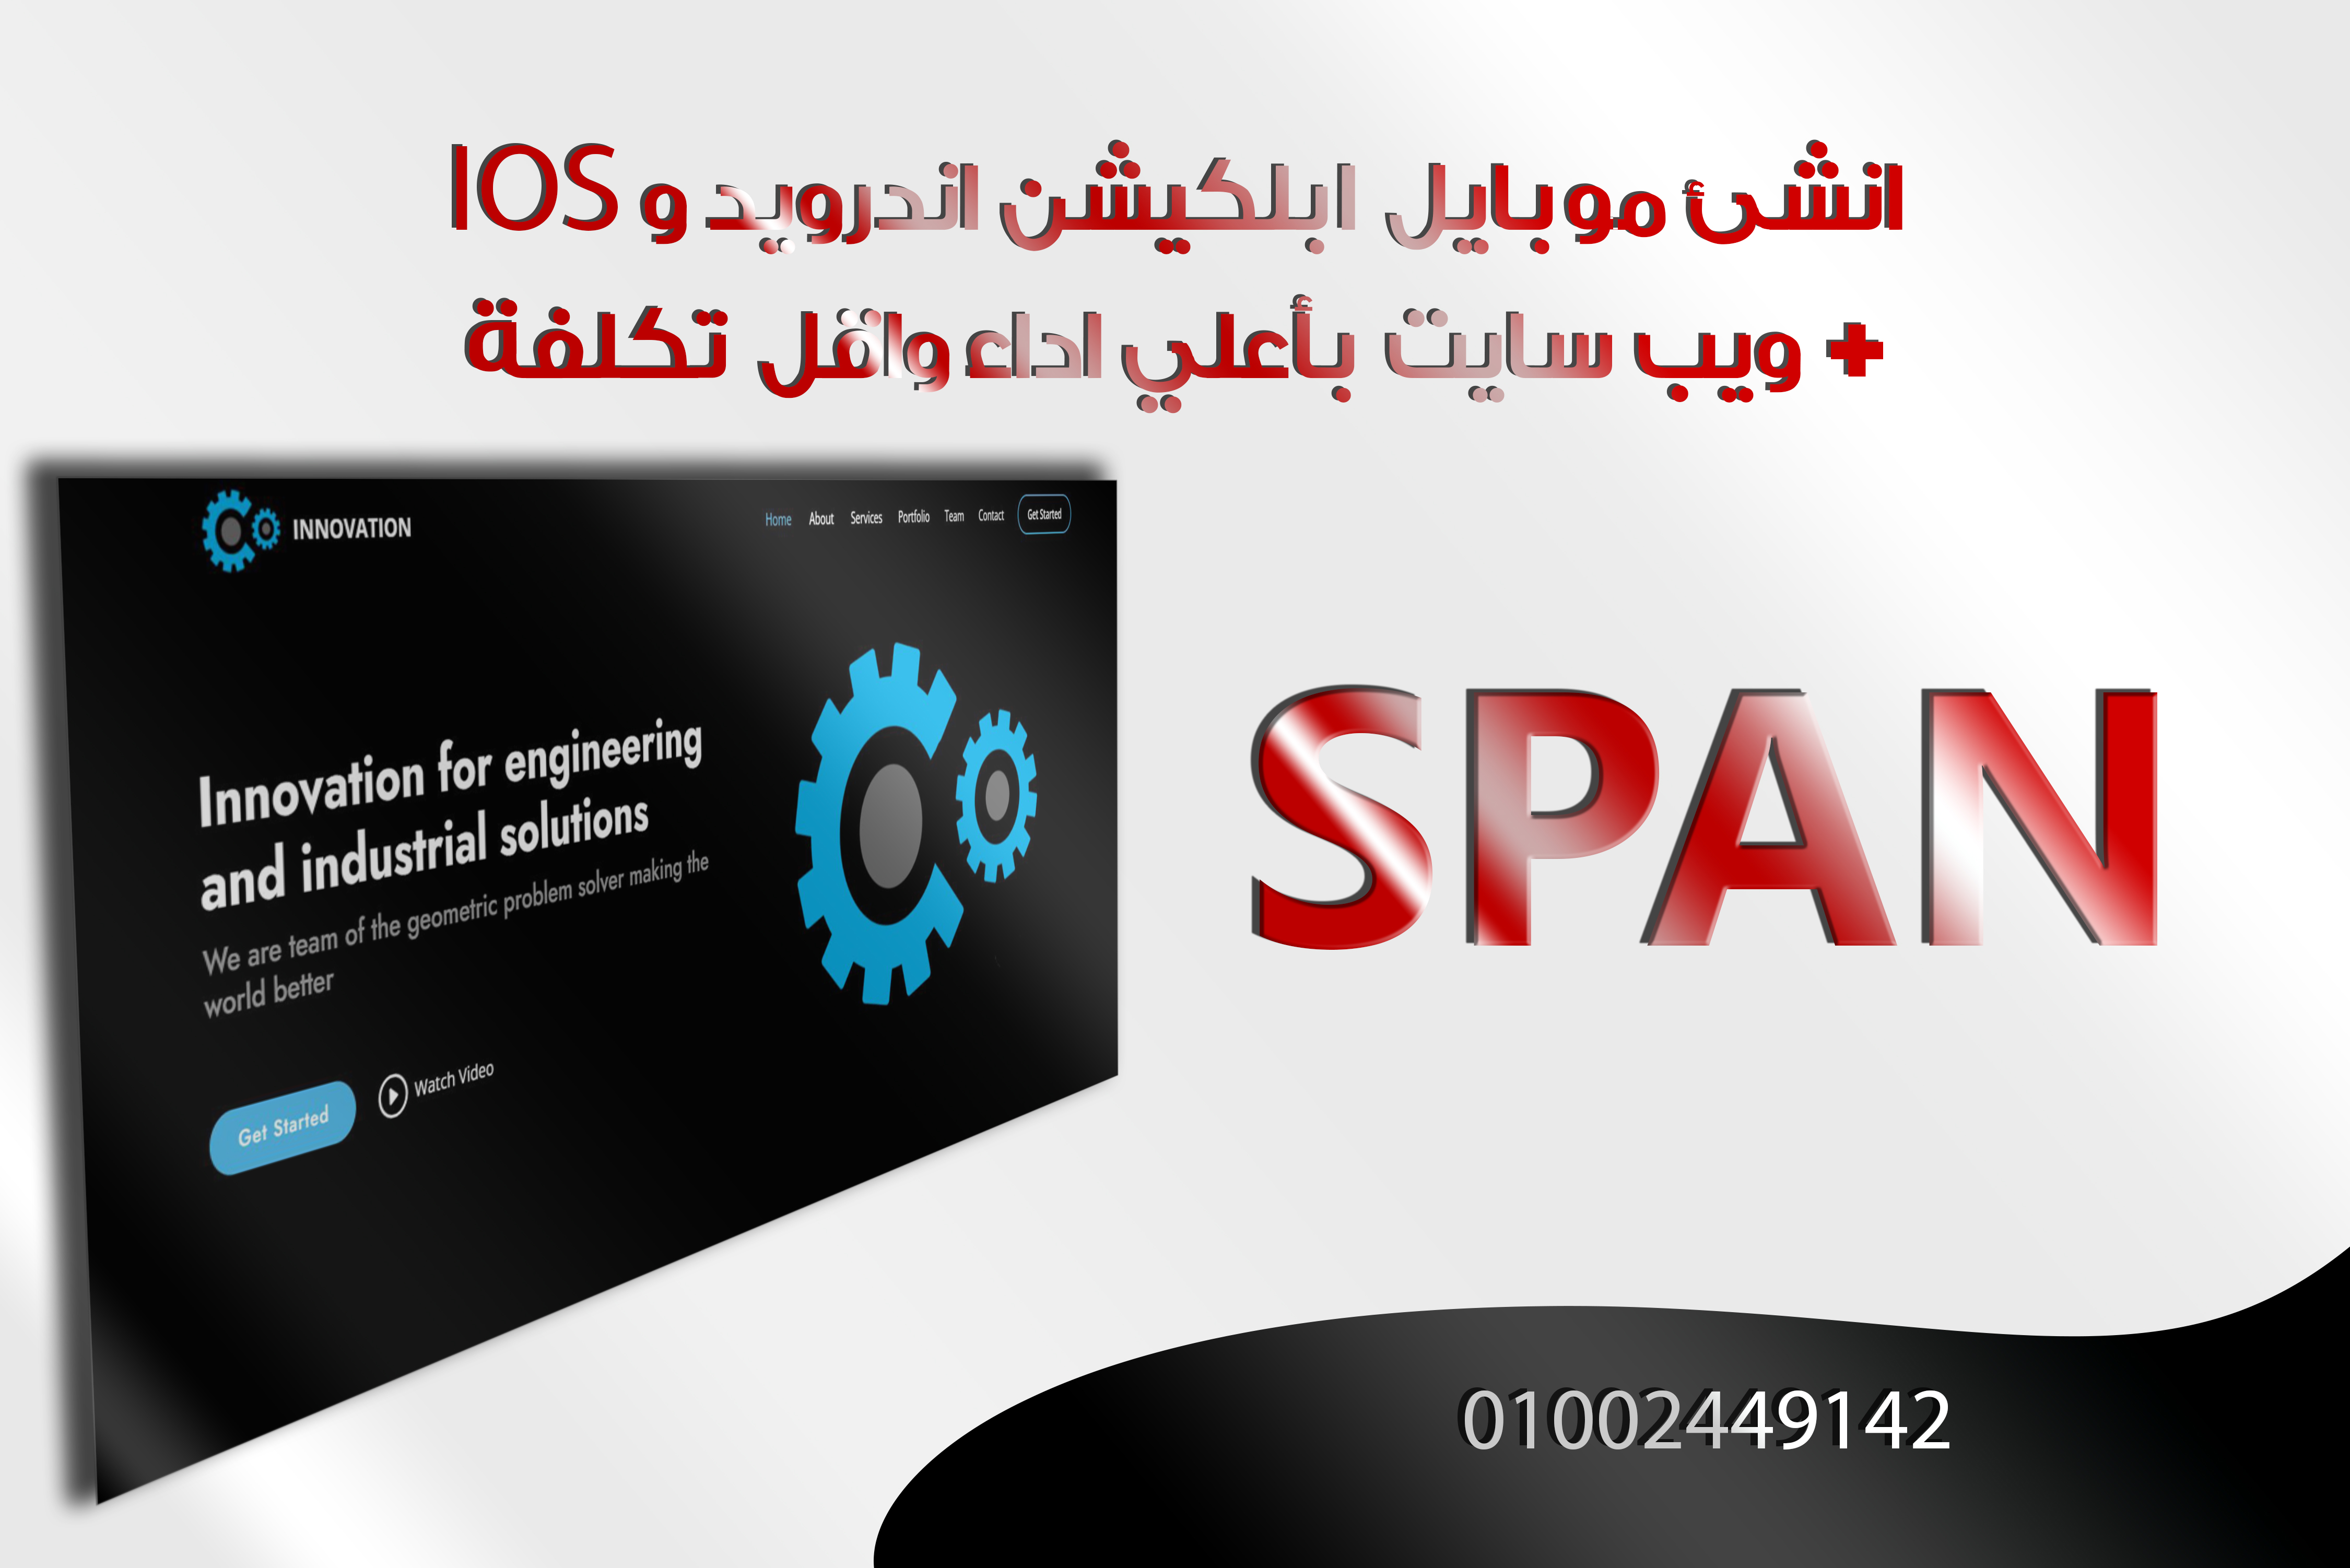 انشئ موبايل ابلكيشن اندرويد و IOS
+ ويب سايت بأعلي اداء واقل تكلفة
INNOVATION
Home About Services Portfolio Team Contact Get Started
Innovation for engineering
and industrial solutions
We are team of the geometric problem solver making the
world better
Get Started
Watch Video
SPAN
01002449142